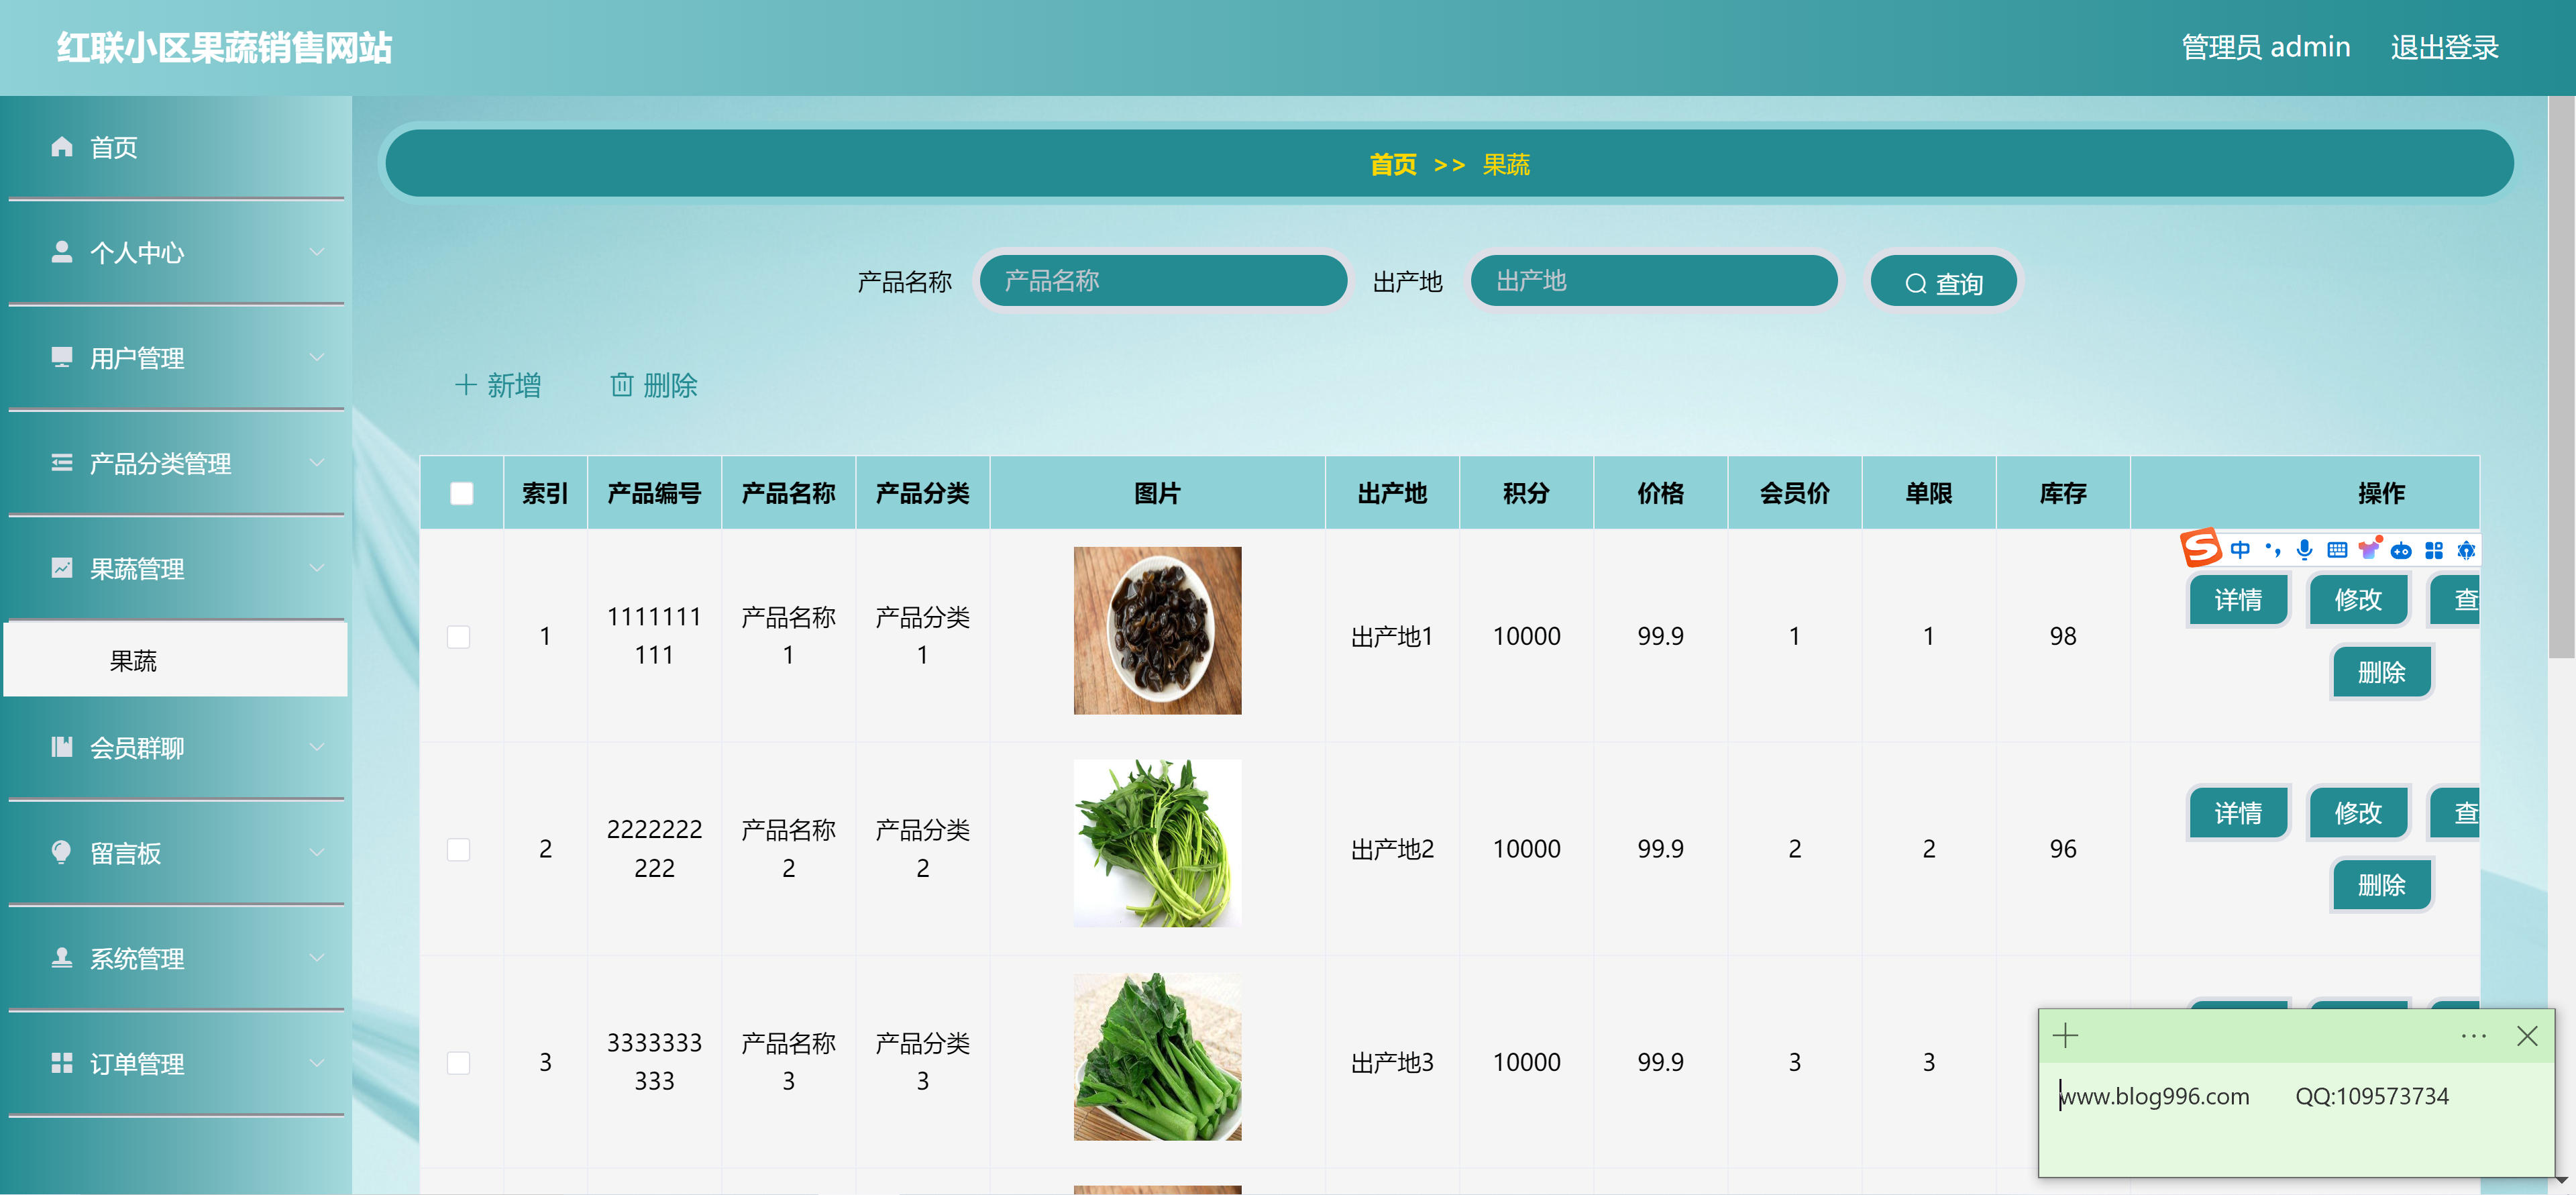 红联小区果蔬销售网站
管理员 admin 退出登录
首页
个人中心
用户管理
产品分类管理
果蔬管理
果蔬
会员群聊
留言板
系统管理
订单管理
首页 >> 果蔬
产品名称 产品名称 出产地 出产地 查询
新增 删除
索引 产品编号 产品名称 产品分类 图片 出产地 积分 价格 会员价 单限 库存 操作
中
1 1111111 产品名称 产品分类 出产地1 10000 99.9 1 1 98 详情 修改 查
111 1 1 删除
2 2222222 产品名称 产品分类 出产地2 10000 99.9 2 2 96 详情 修改 查
222 2 2 删除
3 3333333 产品名称 产品分类 出产地3 10000 99.9 3 3
333 3 3
www.blog996.com QQ:109573734